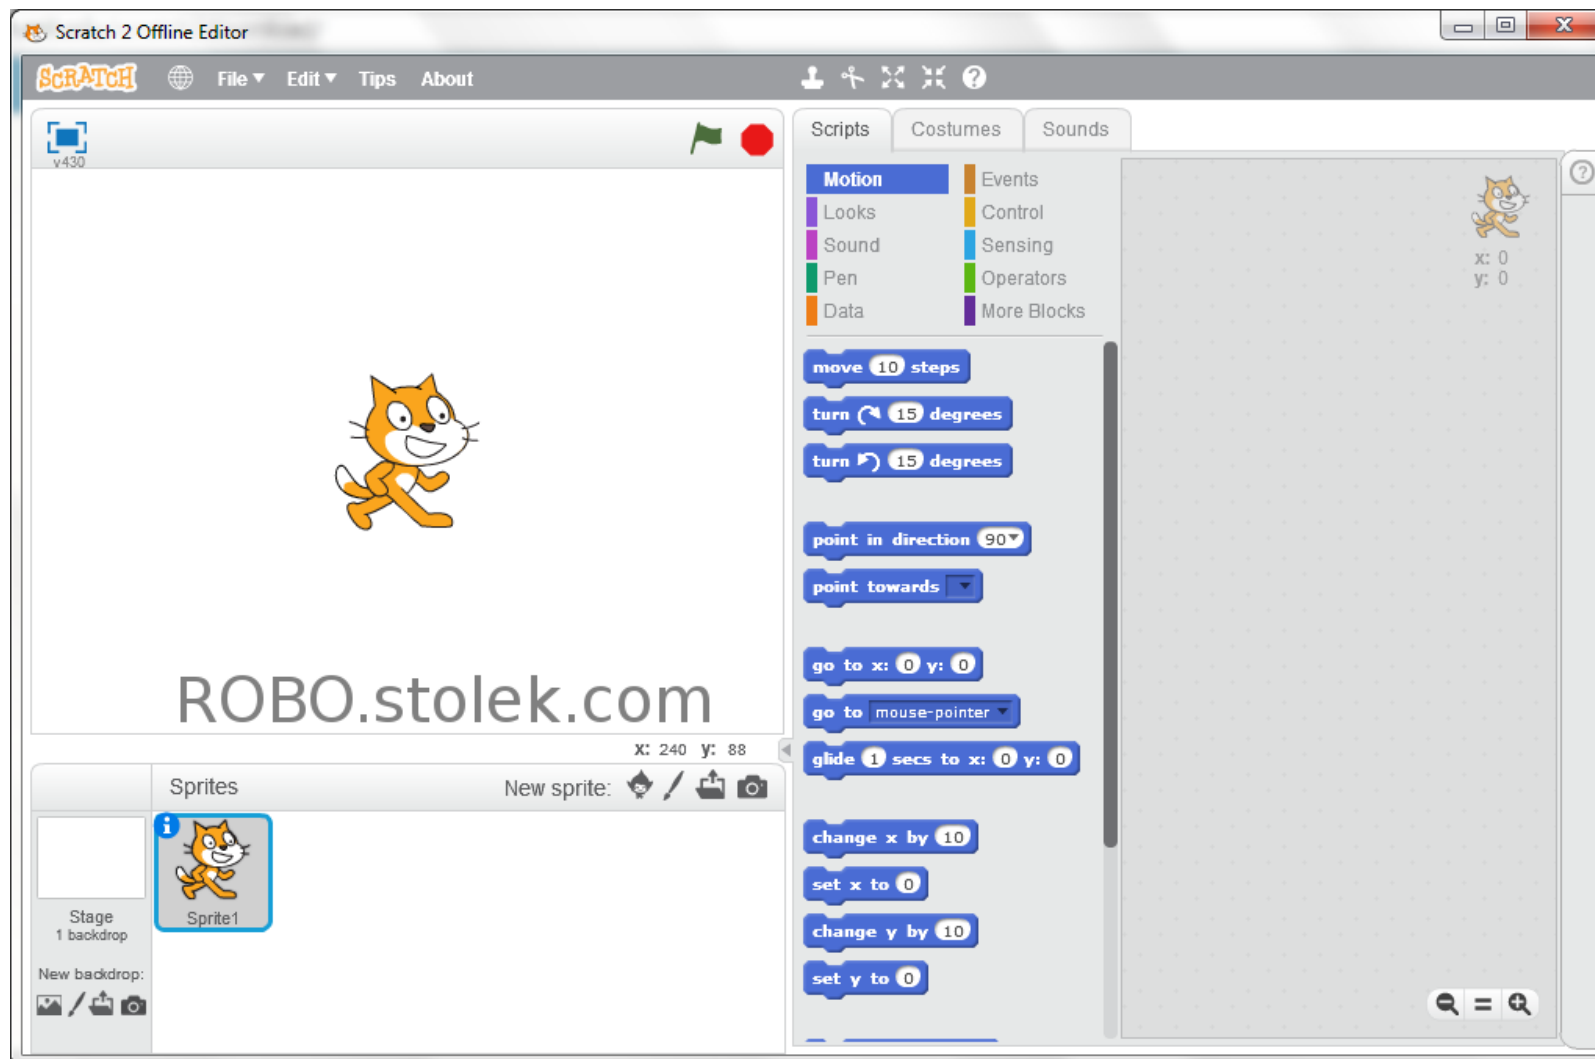 Scratch 2 Offline Editor
SCRATCH File Edit Tips About
v430
Scripts Costumes Sounds
Motion Events
Looks Control
Sound Sensing
Pen Operators
Data More Blocks
x: 0
y: 0
move 10 steps
turn 15 degrees
turn 15 degrees
point in direction 90
point towards
go to x: 0 y: 0
go to mouse-pointer
glide 1 secs to x: 0 y: 0
change x by 10
set x to 0
change y by 10
set y to 0
ROBO.stolek.com
x: 240 y: 88
Sprites New sprite:
Stage
1 backdrop
New backdrop:
Sprite1